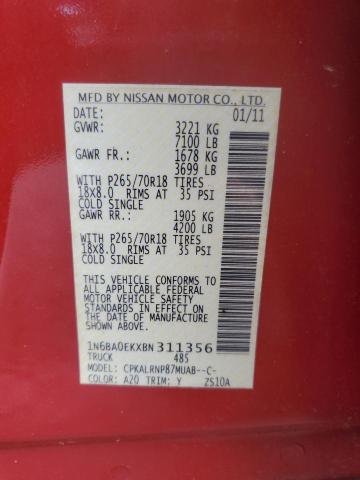 MFD BY NISSAN MOTOR CO., LTD.
DATE: 01/11
GVWR: 3221 KG
7100 LB
GAWR FR.: 1678 KG
3699 LB
WITH P265/70R18 TIRES
18X8.0 RIMS AT 35 PSI
COLD SINGLE
GAWR RR.: 1905 KG
4200 LB
WITH P265/70R18 TIRES
18X8.0 RIMS AT 35 PSI
COLD SINGLE
THIS VEHICLE CONFORMS TO
ALL APPLICABLE FEDERAL
MOTOR VEHICLE SAFETY
STANDARDS IN EFFECT ON
THE DATE OF MANUFACTURE
SHOWN ABOVE.
1N6BA0EKXBN311356
TRUCK 485
MODEL: CPKALRNP87MUAB--C-
COLOR: A20 TRIM: Y ZS10A